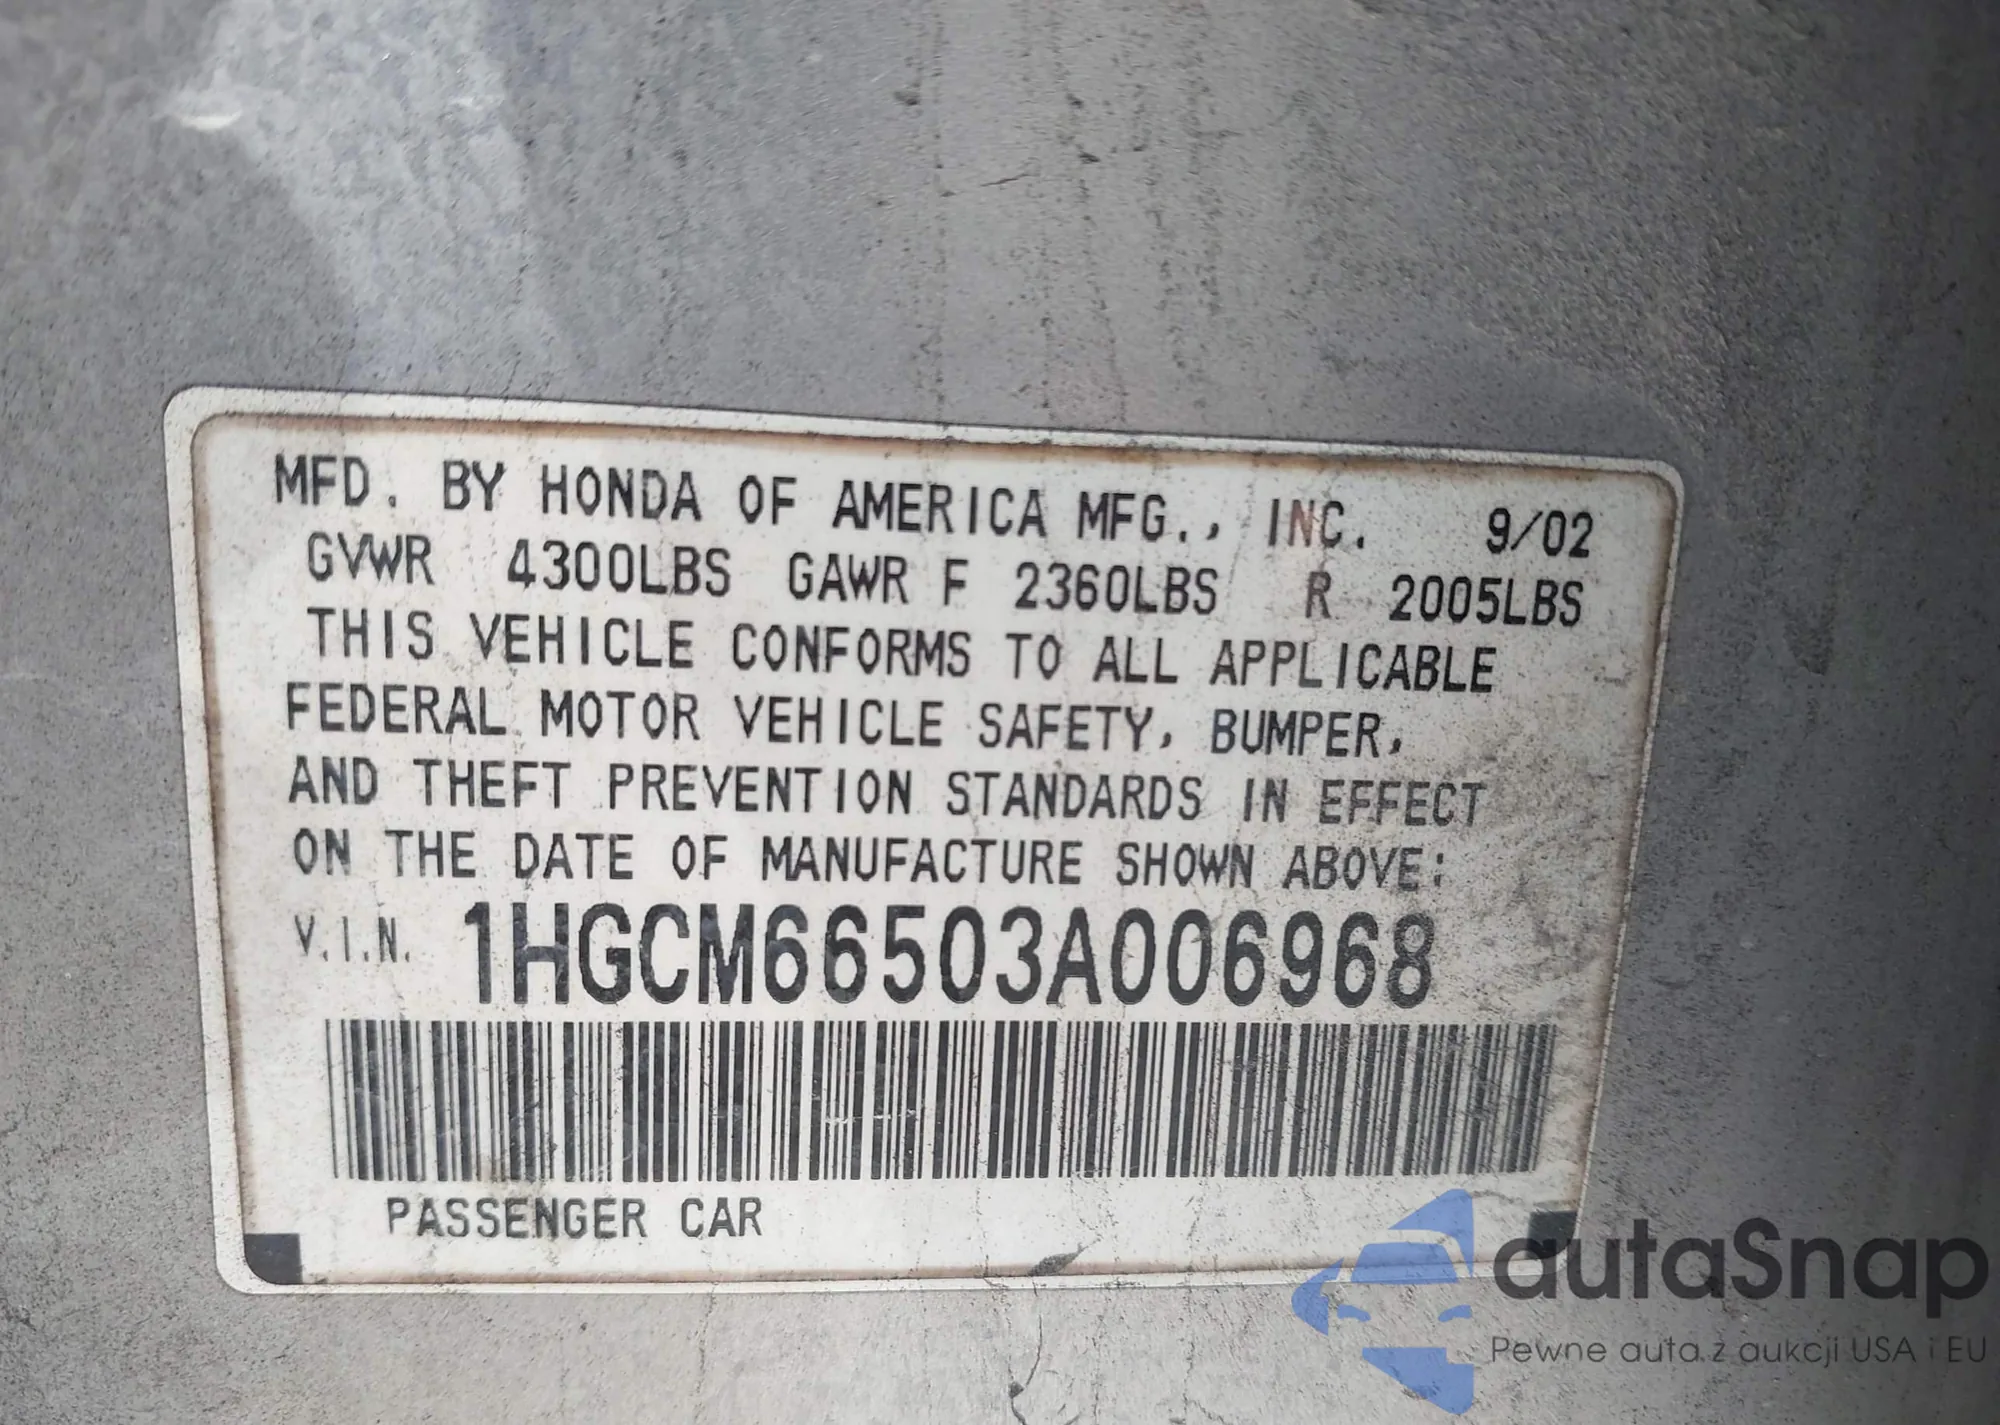 MFD. BY HONDA OF AMERICA MFG., INC. 9/02
GVWR 4300LBS GAWR F 2360LBS R 2005LBS
THIS VEHICLE CONFORMS TO ALL APPLICABLE
FEDERAL MOTOR VEHICLE SAFETY, BUMPER,
AND THEFT PREVENTION STANDARDS IN EFFECT
ON THE DATE OF MANUFACTURE SHOWN ABOVE:
V.I.N. 1HGCM66503A006968
PASSENGER CAR
autaSnap
Pewne auta z aukcji USA i EU